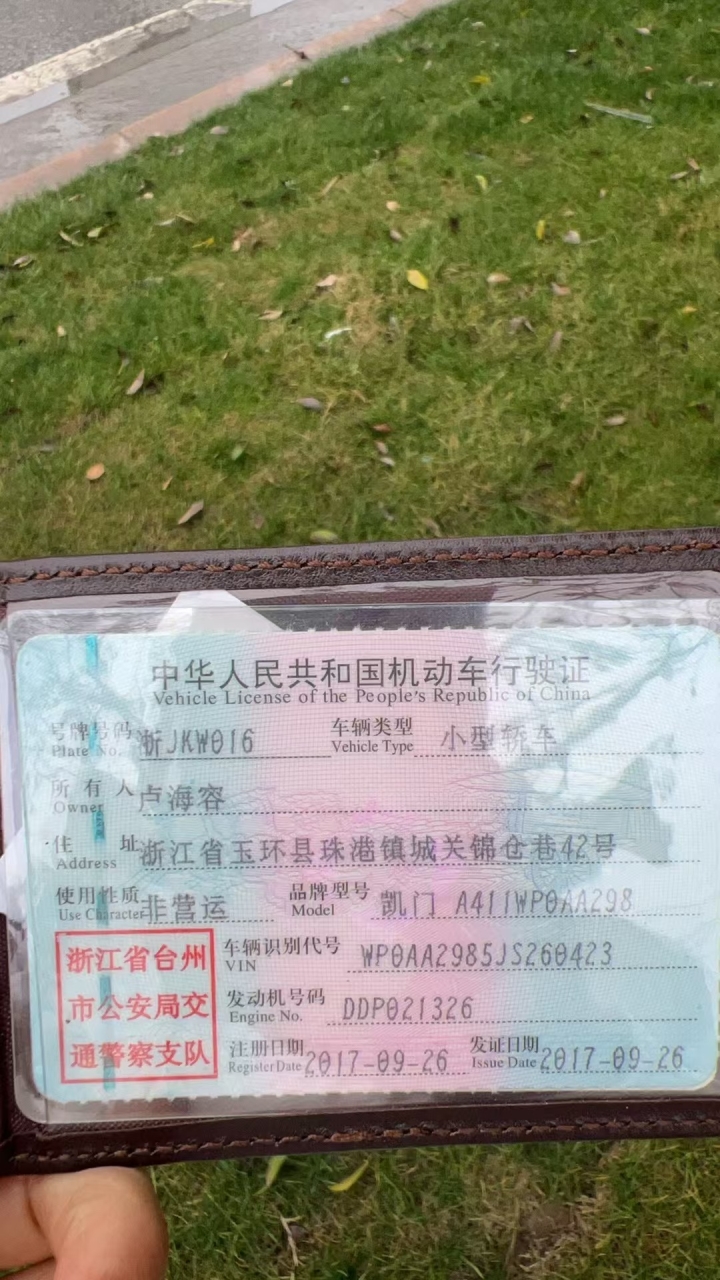 中华人民共和国机动车行驶证
Vehicle License of the People's Republic of China
号牌号码 浙JKW016 车辆类型 小型轿车
Plate No. Vehicle Type
所有人 卢海容
Owner
住址 浙江省玉环县珠港镇城关锦仓巷42号
Address
使用性质 非营运 品牌型号 凯门 A411WP0AA298
Use Character Model
浙江省台州
市公安局交
通警察支队
车辆识别代号 WP0AA2985JS260423
VIN
发动机号码 DDP021326
Engine No.
注册日期 2017-09-26 发证日期 2017-09-26
Register Date Issue Date